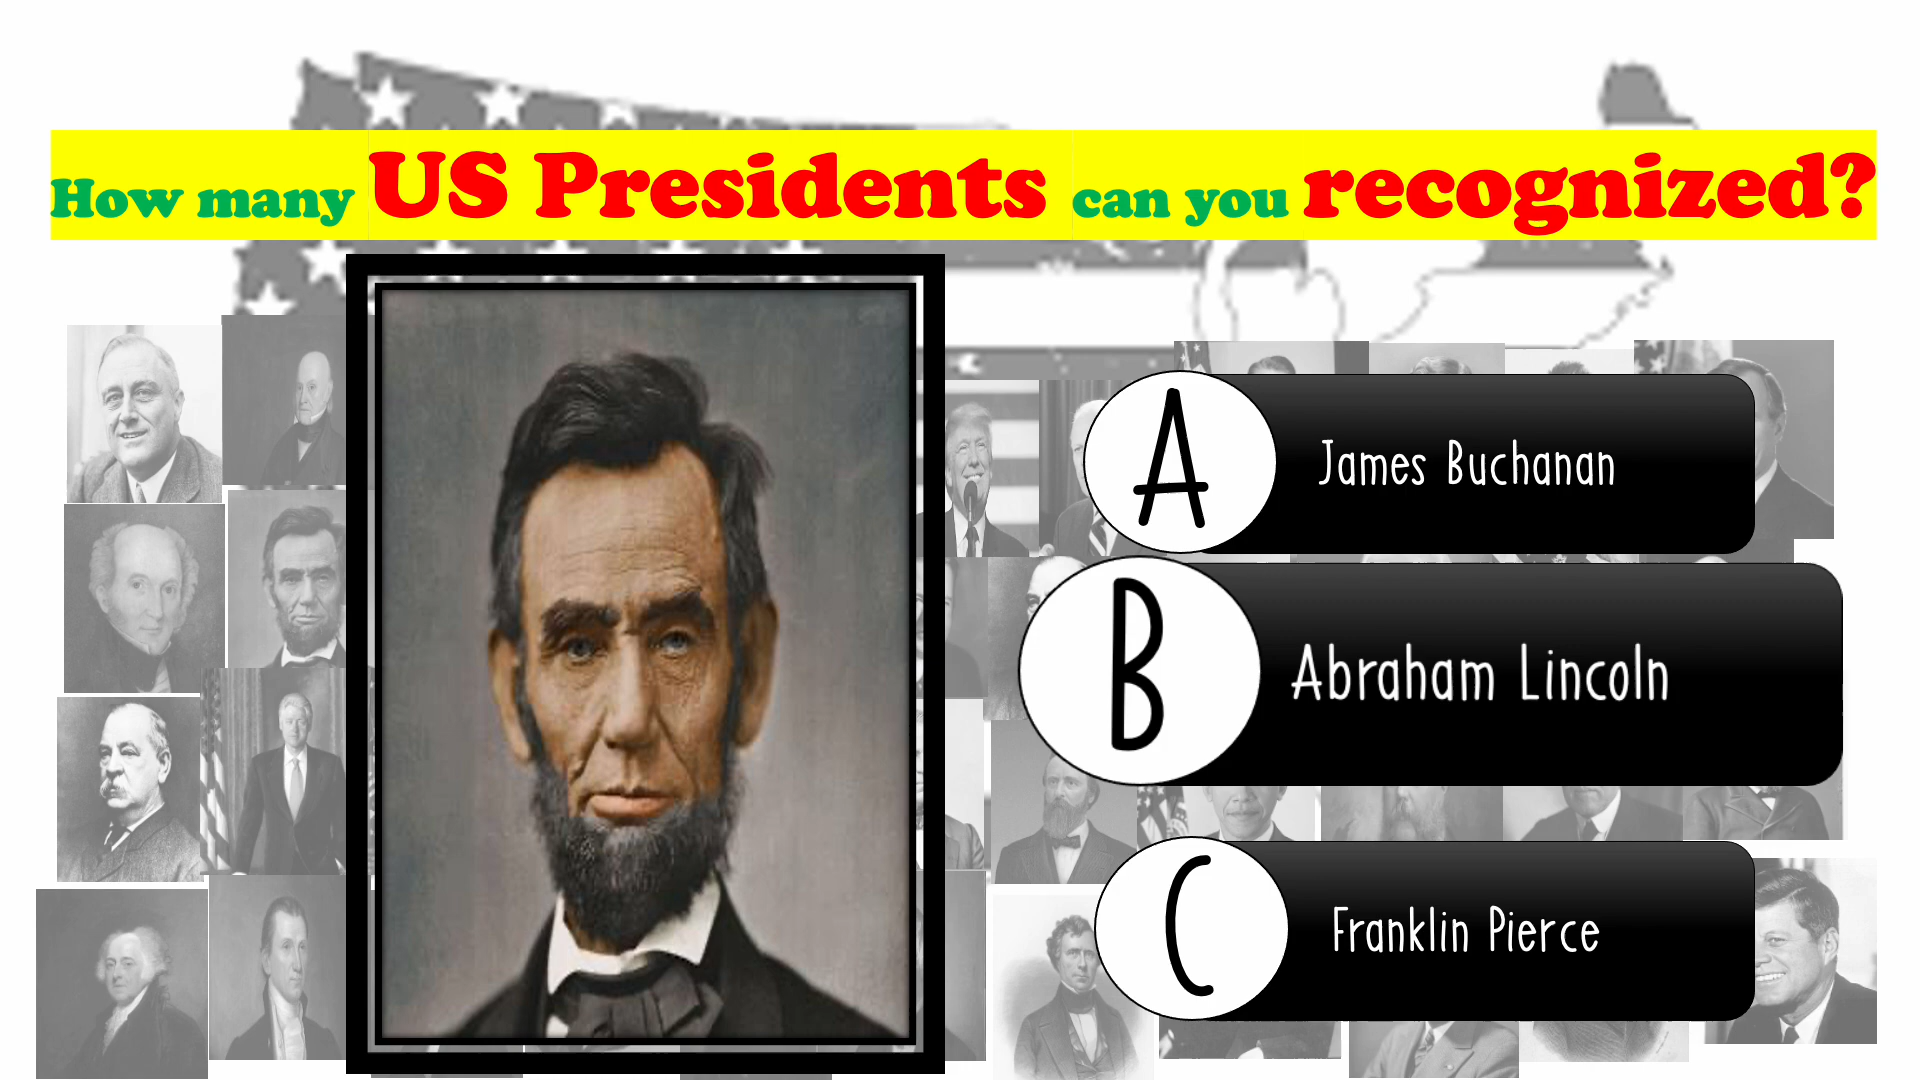 How many US Presidents can you recognized?
A
James Buchanan
B
Abraham Lincoln
C
Franklin Pierce